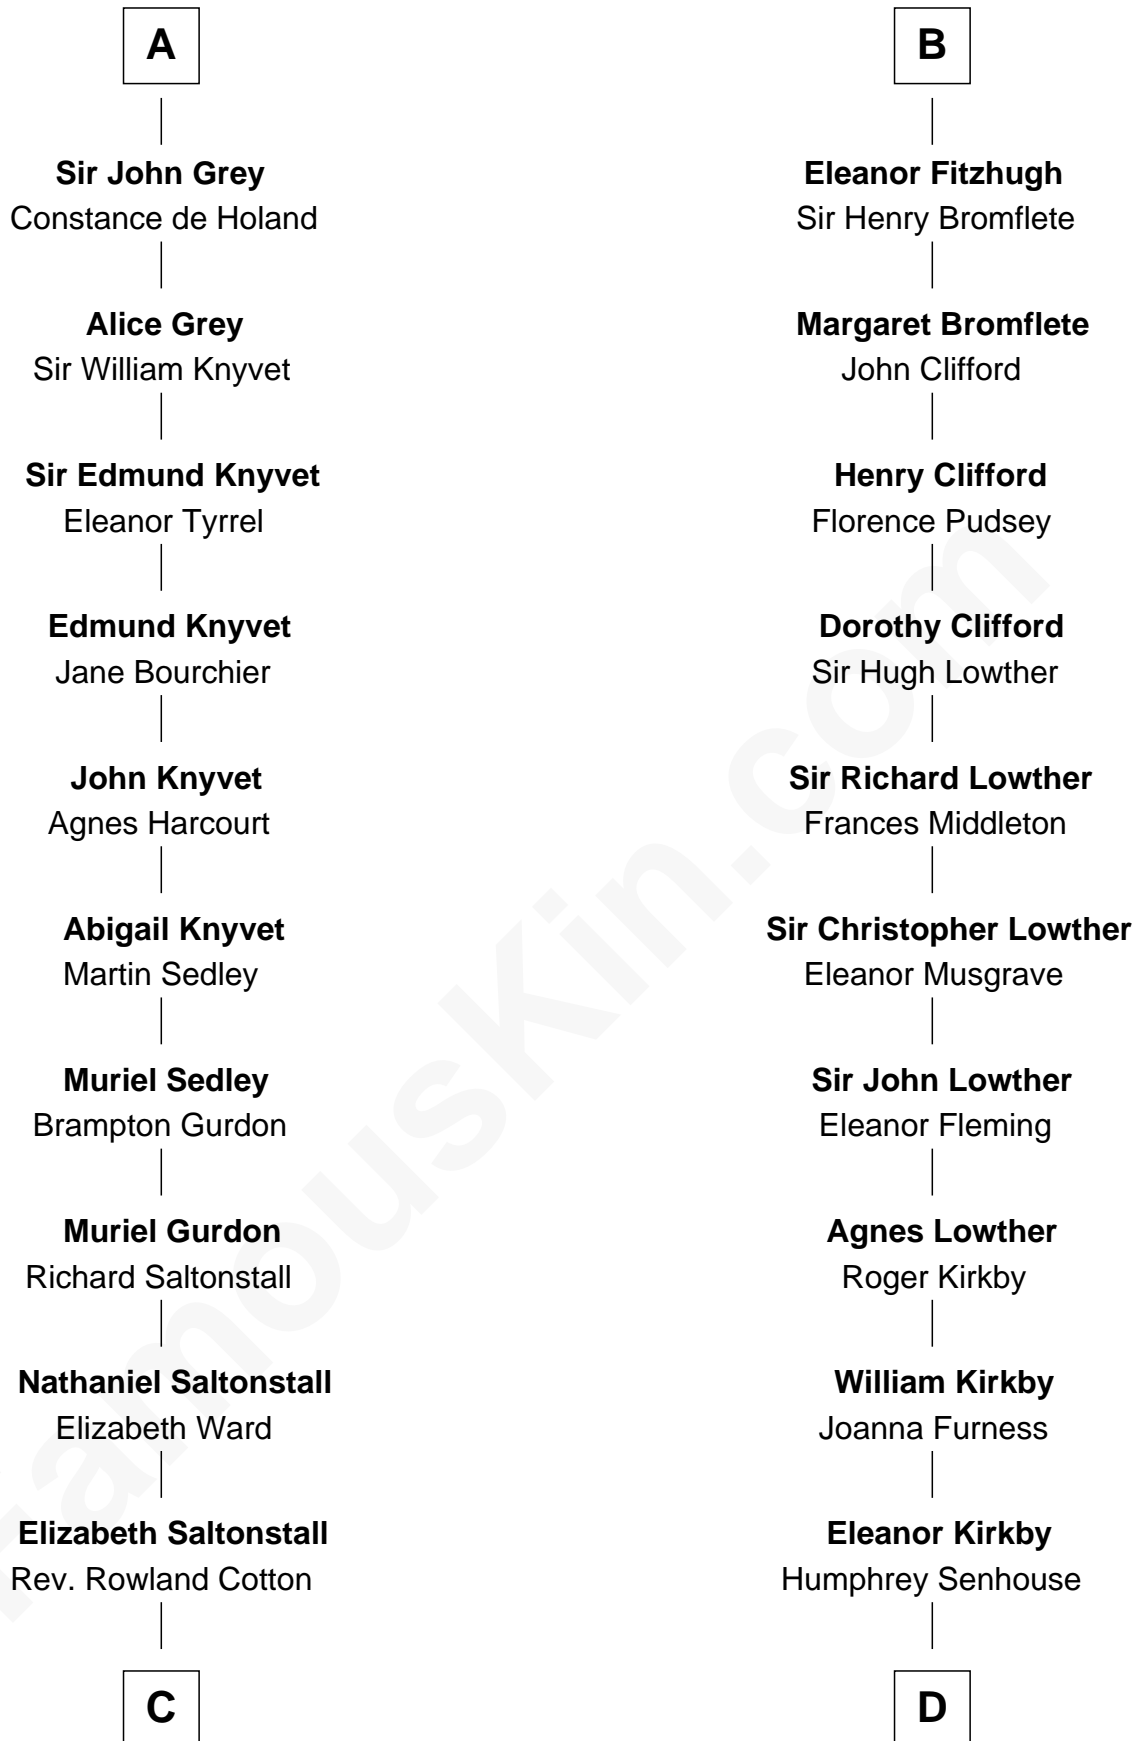 A
Sir John Grey
Constance de Holand
Alice Grey
Sir William Knyvet
Sir Edmund Knyvet
Eleanor Tyrrel
Edmund Knyvet
Jane Bourchier
John Knyvet
Agnes Harcourt
Abigail Knyvet
Martin Sedley
Muriel Sedley
Brampton Gurdon
Muriel Gurdon
Richard Saltonstall
Nathaniel Saltonstall
Elizabeth Ward
Elizabeth Saltonstall
Rev. Rowland Cotton
C
B
Eleanor Fitzhugh
Sir Henry Bromflete
Margaret Bromflete
John Clifford
Henry Clifford
Florence Pudsey
Dorothy Clifford
Sir Hugh Lowther
Sir Richard Lowther
Frances Middleton
Sir Christopher Lowther
Eleanor Musgrave
Sir John Lowther
Eleanor Fleming
Agnes Lowther
Roger Kirkby
William Kirkby
Joanna Furness
Eleanor Kirkby
Humphrey Senhouse
D
FamousKin.com